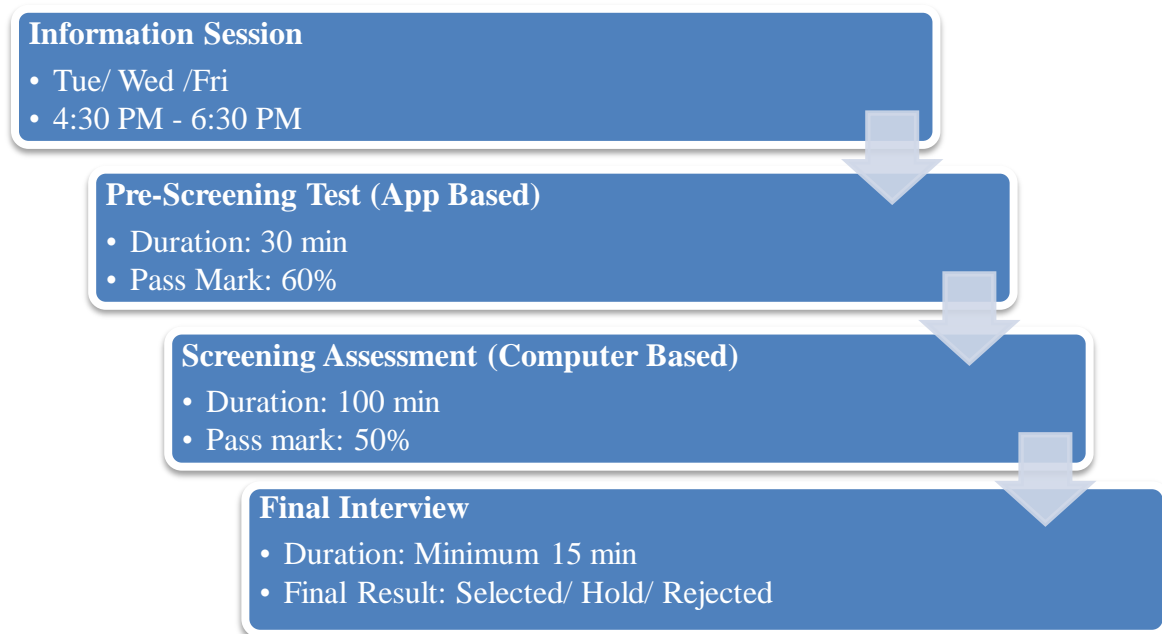 Information Session
• Tue/ Wed /Fri
• 4:30 PM - 6:30 PM
Pre-Screening Test (App Based)
• Duration: 30 min
• Pass Mark: 60%
Screening Assessment (Computer Based)
• Duration: 100 min
• Pass mark: 50%
Final Interview
• Duration: Minimum 15 min
• Final Result: Selected/ Hold/ Rejected